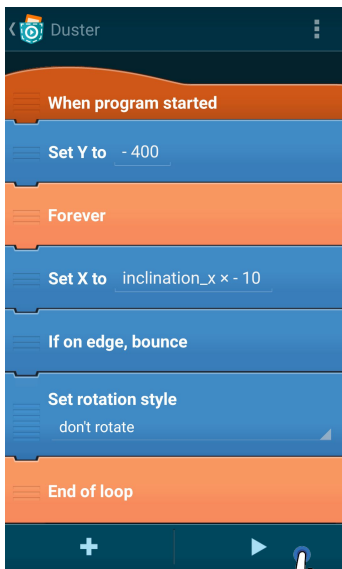 Duster
When program started
Set Y to - 400
Forever
Set X to inclination_x × - 10
If on edge, bounce
Set rotation style
don't rotate
End of loop